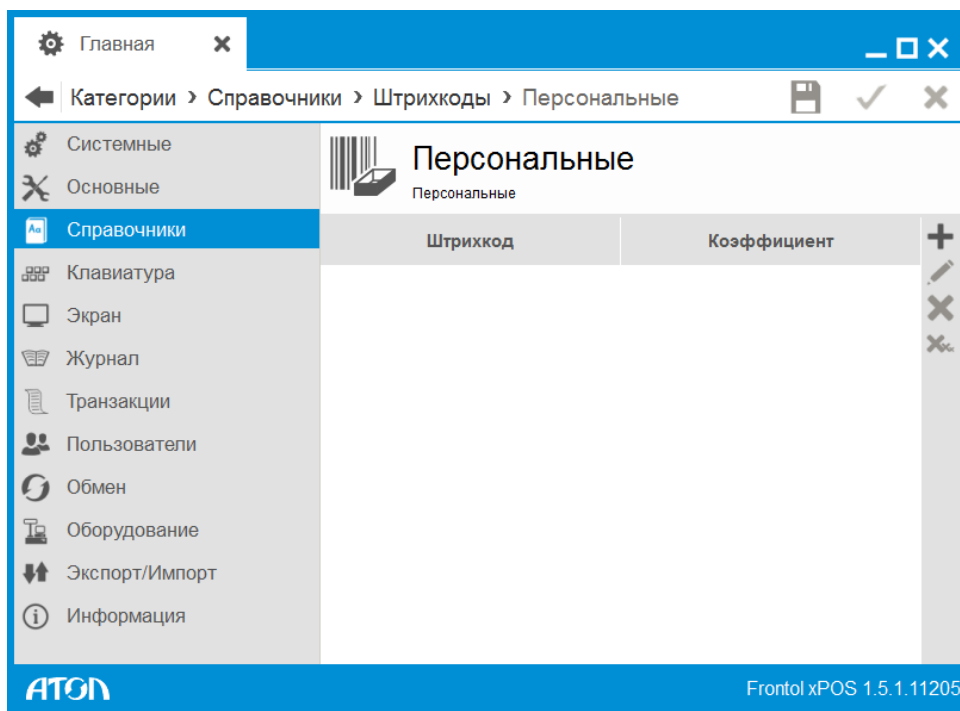 Главная
Категории › Справочники › Штрихкоды › Персональные
Системные
Основные
Справочники
Клавиатура
Экран
Журнал
Транзакции
Пользователи
Обмен
Оборудование
Экспорт/Импорт
Информация
Персональные
Персональные
Штрихкод
Коэффициент
Aa
АТОЛ
Frontol xPOS 1.5.1.11205